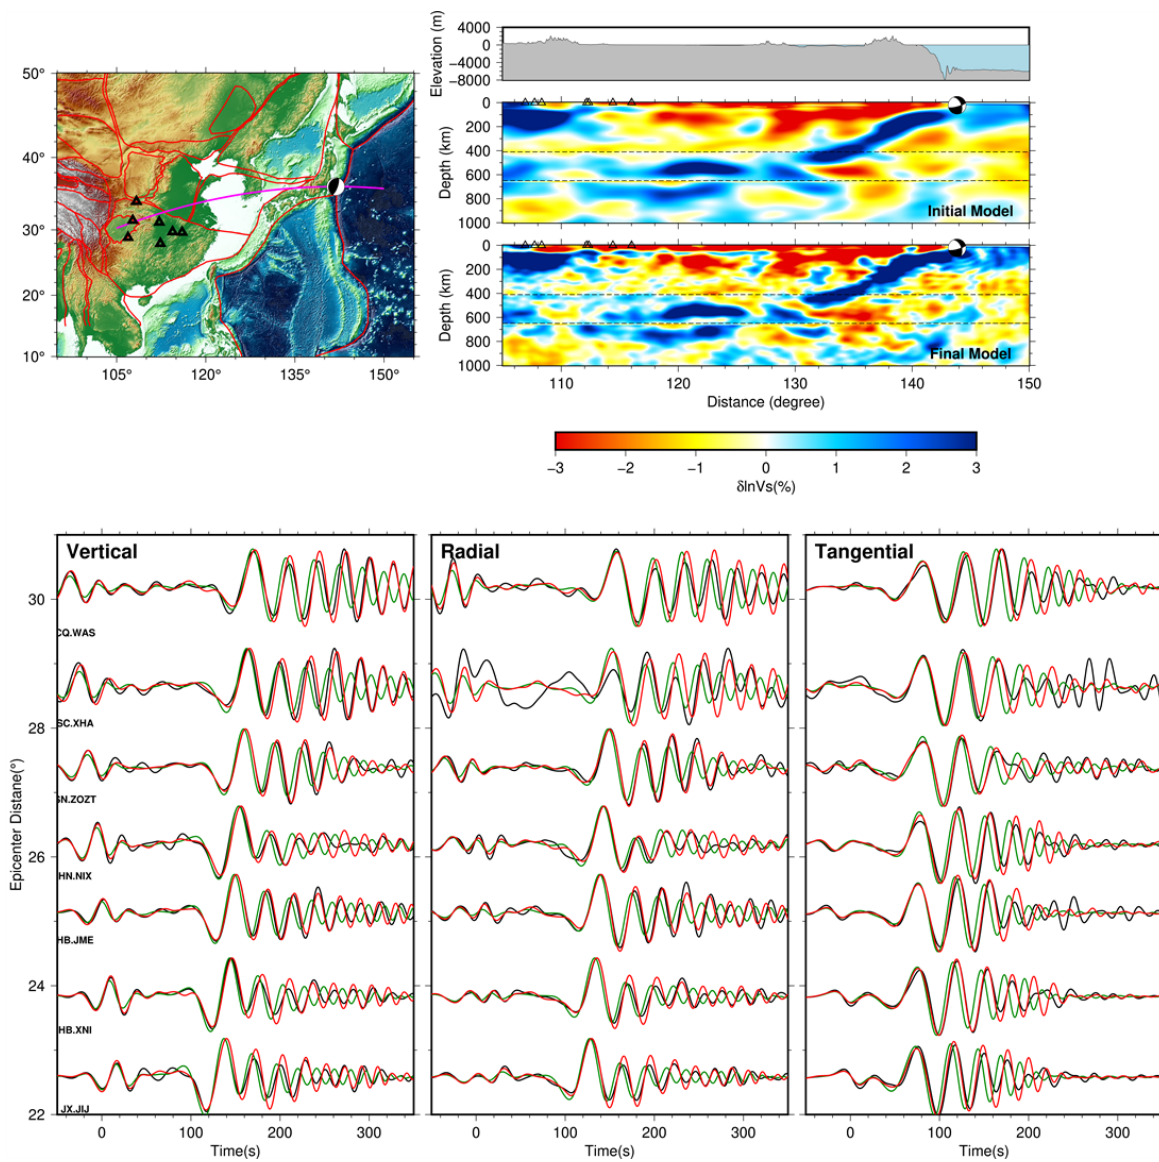 50°
40°
30°
20°
10°
105°
120°
135°
150°
Elevation (m)
4000
0
−4000
−8000
Depth (km)
0
200
400
600
800
1000
Initial Model
Depth (km)
0
200
400
600
800
1000
Final Model
110
120
130
140
150
Distance (degree)
−3
−2
−1
0
1
2
3
δlnVs(%)
Epicenter Distane(°)
30
28
26
24
22
Vertical
CQ.WAS
SC.XHA
SN.ZOZT
HN.NIX
HB.JME
HB.XNI
JX.JIJ
0
100
200
300
Time(s)
Radial
0
100
200
300
Time(s)
Tangential
0
100
200
300
Time(s)